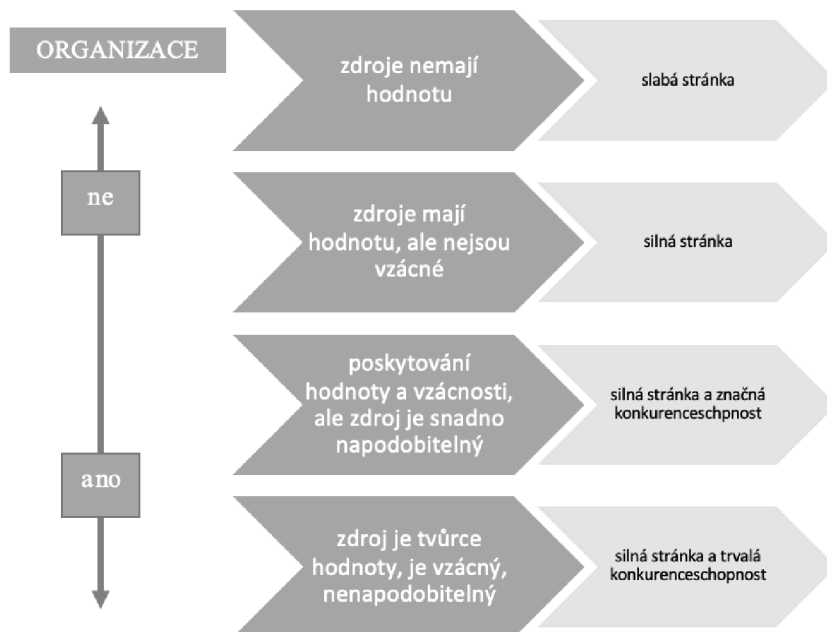 ORGANIZACE
zdroje nemají
hodnotu
slabá stránka
ne
zdroje mají
hodnotu, ale nejsou
vzácné
silná stránka
poskytování
hodnoty a vzácnosti,
ale zdroj je snadno
napodobitelný
silná stránka a značná
konkurenceschpnost
ano
zdroj je tvůrce
hodnoty, je vzácný,
nenapodobitelný
silná stránka a trvalá
konkurenceschopnost